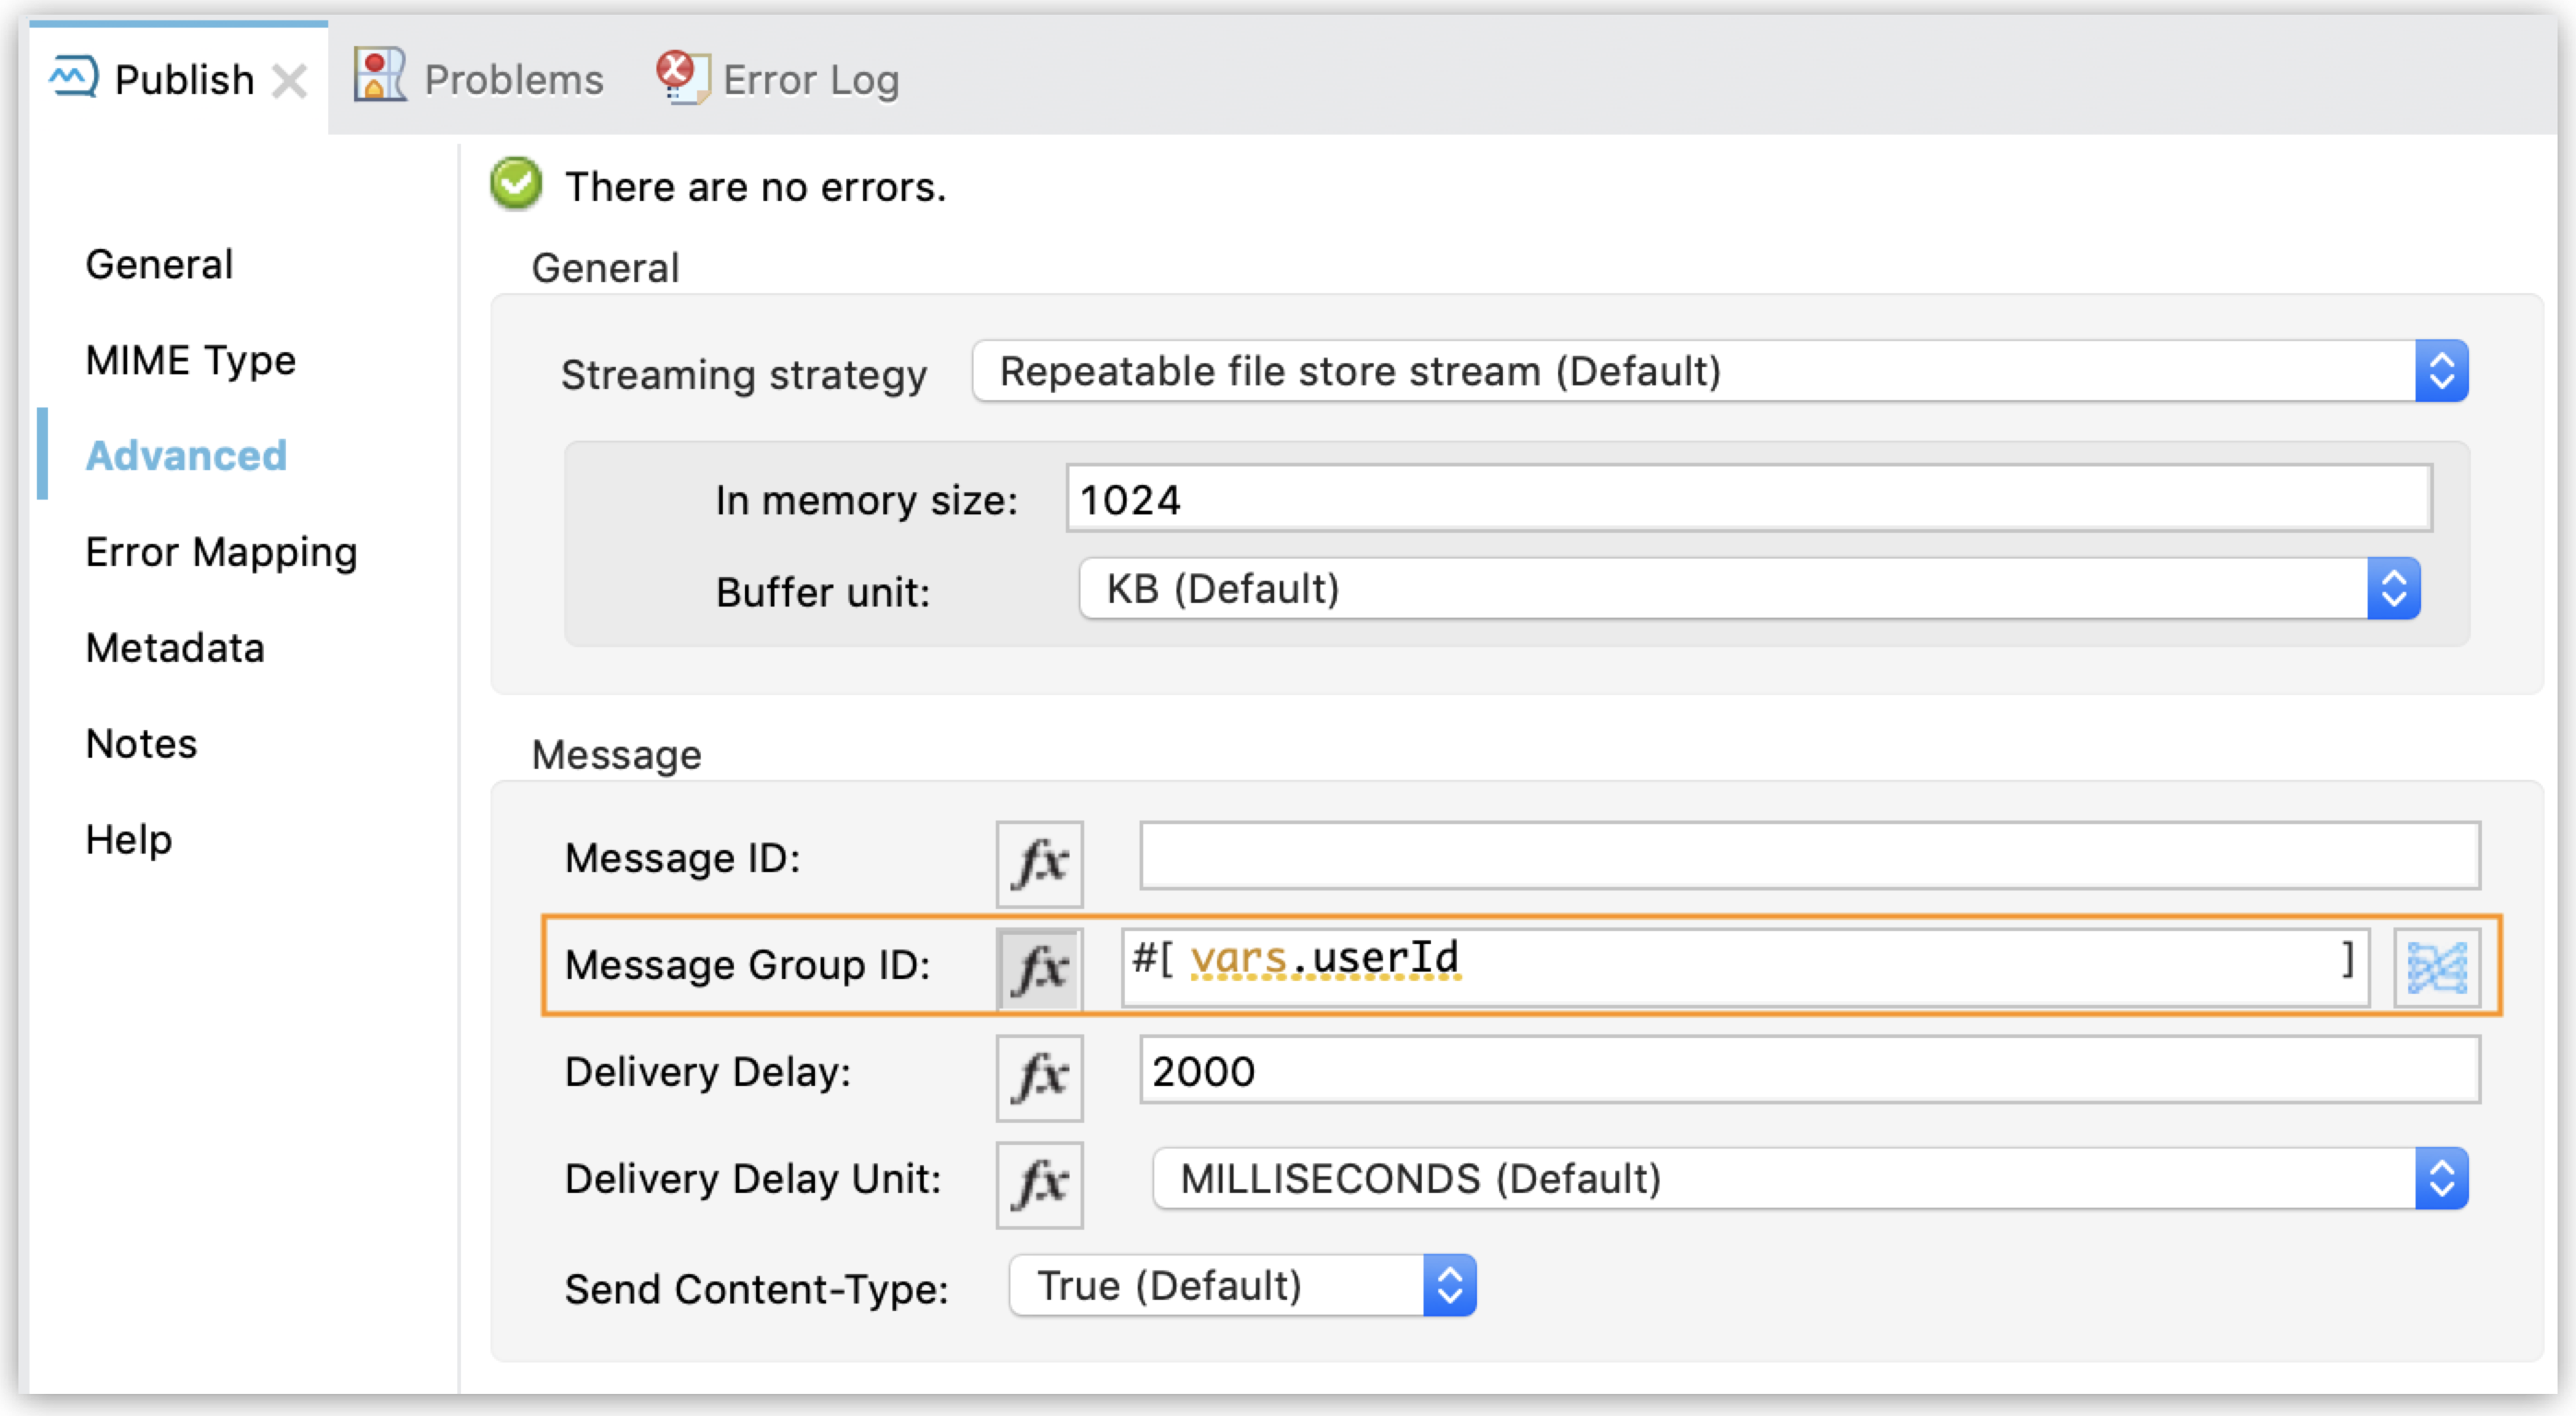 Publish Problems Error Log
There are no errors.
General
MIME Type
Advanced
Error Mapping
Metadata
Notes
Help
General
Streaming strategy Repeatable file store stream (Default)
In memory size: 1024
Buffer unit: KB (Default)
Message
Message ID: fx
Message Group ID: fx #[ vars.userId ]
Delivery Delay: fx 2000
Delivery Delay Unit: fx MILLISECONDS (Default)
Send Content-Type: True (Default)